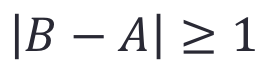 |B − A| ≥ 1